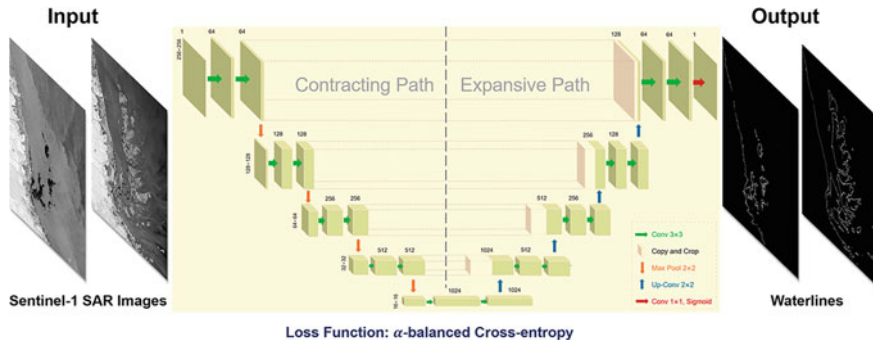 Input
Output
1
64
64
128
64
64
1
256×256
Contracting Path
Expansive Path
128
128
256
128
128×128
256
256
512
256
64×64
512
512
1024
512
32×32
1024
1024
16×16
Conv 3×3
Copy and Crop
Max Pool 2×2
Up-Conv 2×2
Conv 1×1, Sigmoid
Sentinel-1 SAR Images
Waterlines
Loss Function: α-balanced Cross-entropy